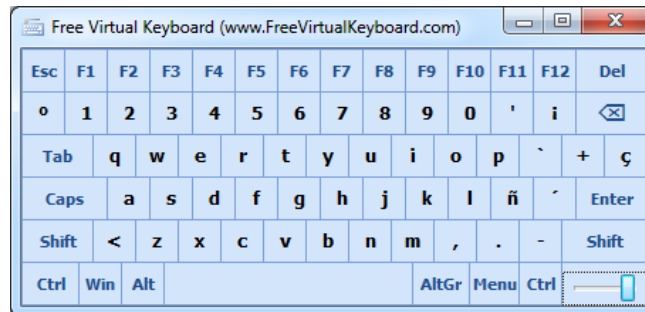 Free Virtual Keyboard (www.FreeVirtualKeyboard.com)
Esc F1 F2 F3 F4 F5 F6 F7 F8 F9 F10 F11 F12 Del
º 1 2 3 4 5 6 7 8 9 0 ' ¡
Tab q w e r t y u i o p ` + ç
Caps a s d f g h j k l ñ ´ Enter
Shift < z x c v b n m , . - Shift
Ctrl Win Alt AltGr Menu Ctrl